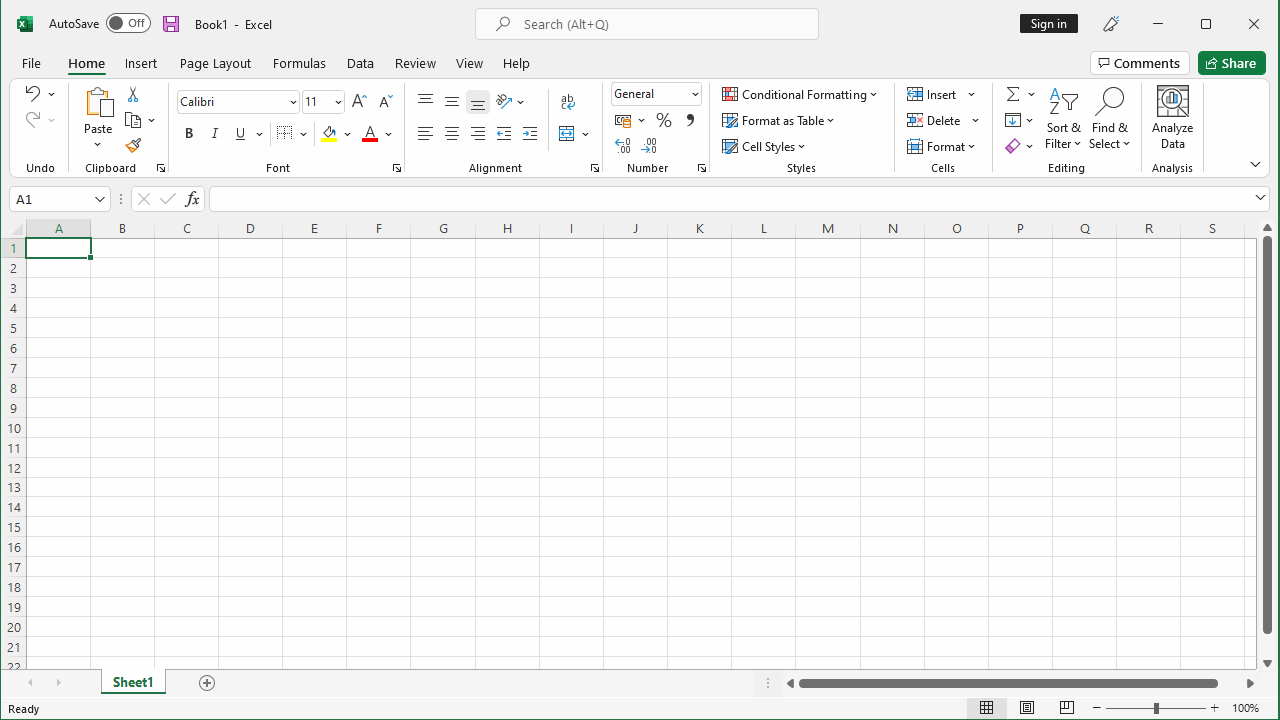 AutoSave Off Book1 - Excel Search (Alt+Q) Sign in
File Home Insert Page Layout Formulas Data Review View Help Comments Share
Paste
Calibri 11
General
Conditional Formatting
Format as Table
Cell Styles
Insert
Delete
Format
Sort & Filter
Find & Select
Analyze Data
Undo Clipboard Font Alignment Number Styles Cells Editing Analysis
A1
A B C D E F G H I J K L M N O P Q R S
1
2
3
4
5
6
7
8
9
10
11
12
13
14
15
16
17
18
19
20
21
22
Sheet1
Ready 100%